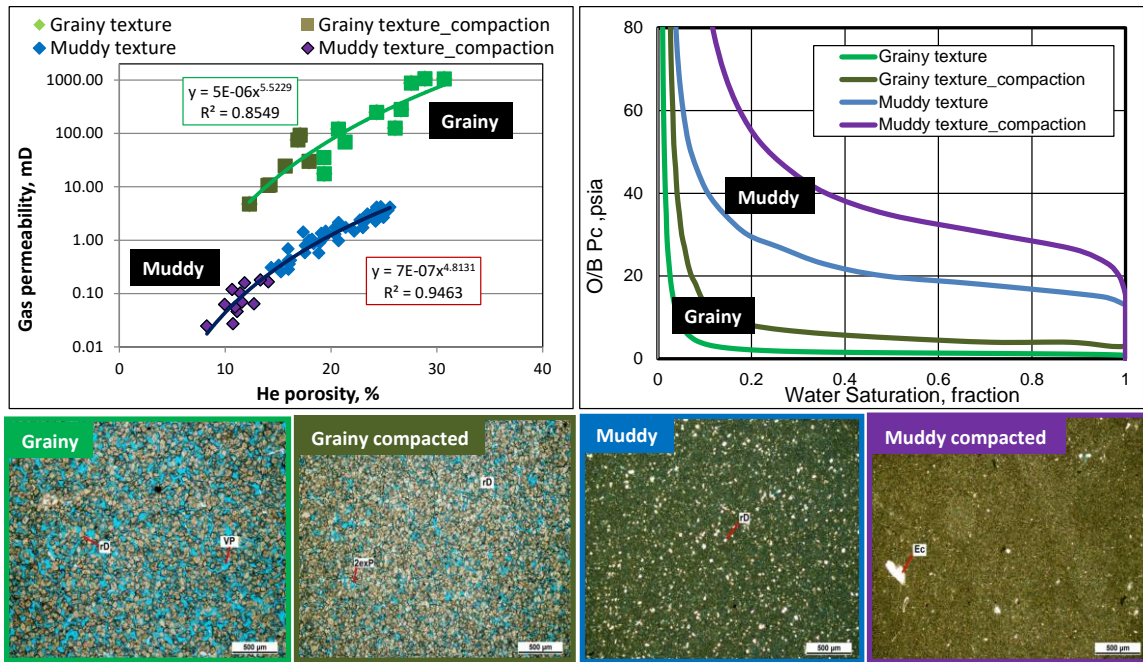 Grainy texture
Grainy texture_compaction
Muddy texture
Muddy texture_compaction
1000.00
100.00
10.00
1.00
0.10
0.01
Gas permeability, mD
y = 5E-06x^5.5229
R² = 0.8549
Grainy
Muddy
y = 7E-07x^4.8131
R² = 0.9463
0
10
20
30
40
He porosity, %
80
60
40
20
0
O/B Pc ,psia
Grainy texture
Grainy texture_compaction
Muddy texture
Muddy texture_compaction
Muddy
Grainy
0
0.2
0.4
0.6
0.8
1
Water Saturation, fraction
Grainy
rD
VP
500 µm
Grainy compacted
rD
2exP
500 µm
Muddy
rD
500 µm
Muddy compacted
Ec
500 µm